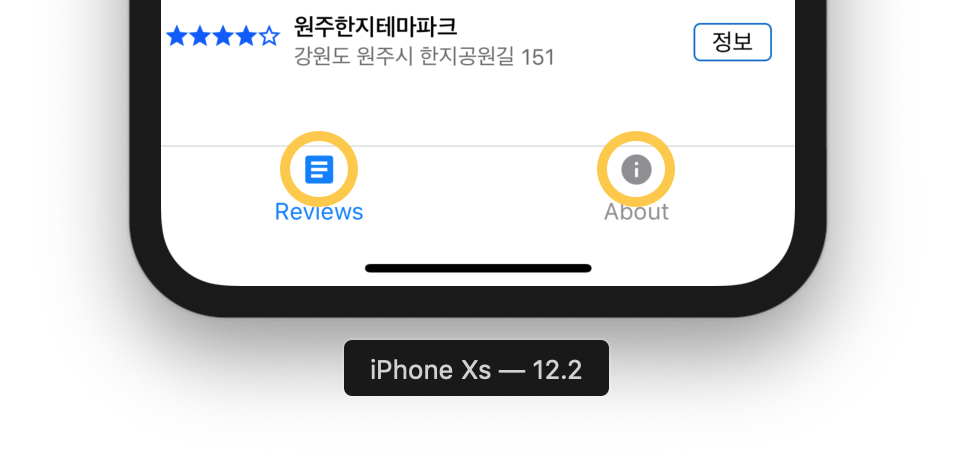 원주한지테마파크
강원도 원주시 한지공원길 151
정보
Reviews
About
iPhone Xs — 12.2